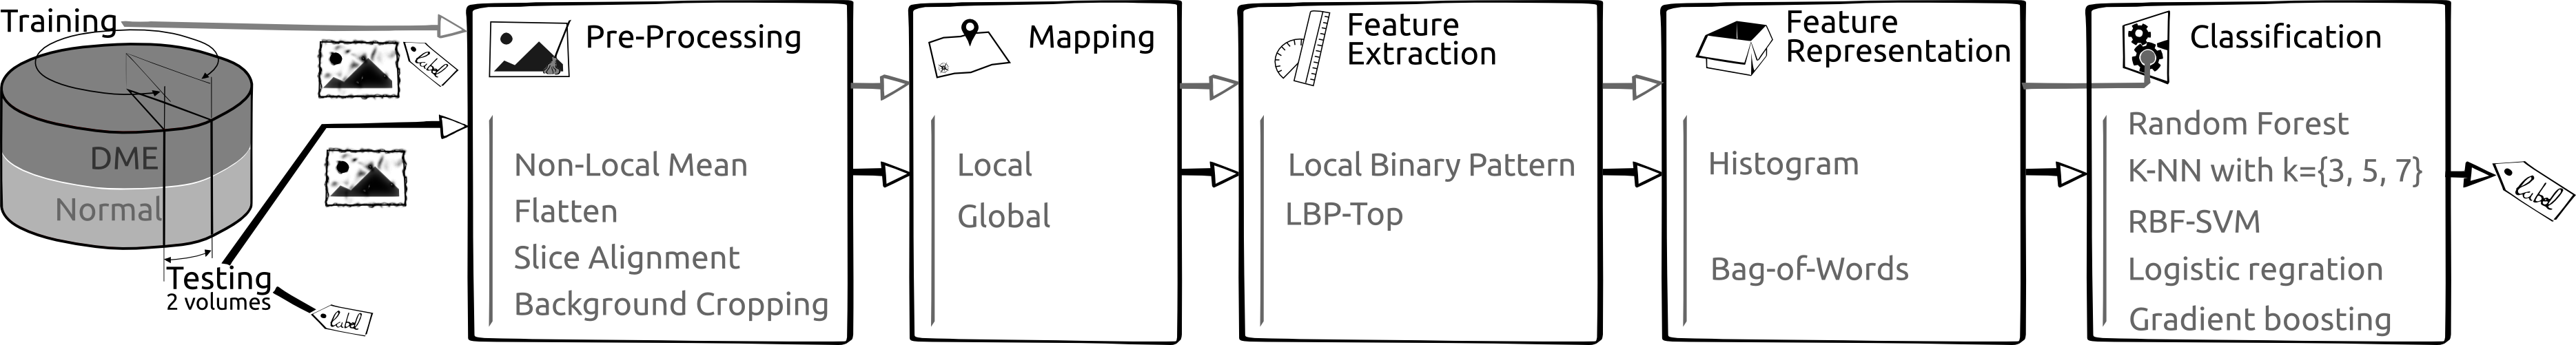 Training
label
DME
Normal
Testing
2 volumes
label
Pre-Processing
Non-Local Mean
Flatten
Slice Alignment
Background Cropping
Mapping
Local
Global
Feature
Extraction
Local Binary Pattern
LBP-Top
Feature
Representation
Histogram
Bag-of-Words
Classification
Random Forest
K-NN with k={3, 5, 7}
RBF-SVM
Logistic regration
Gradient boosting
label